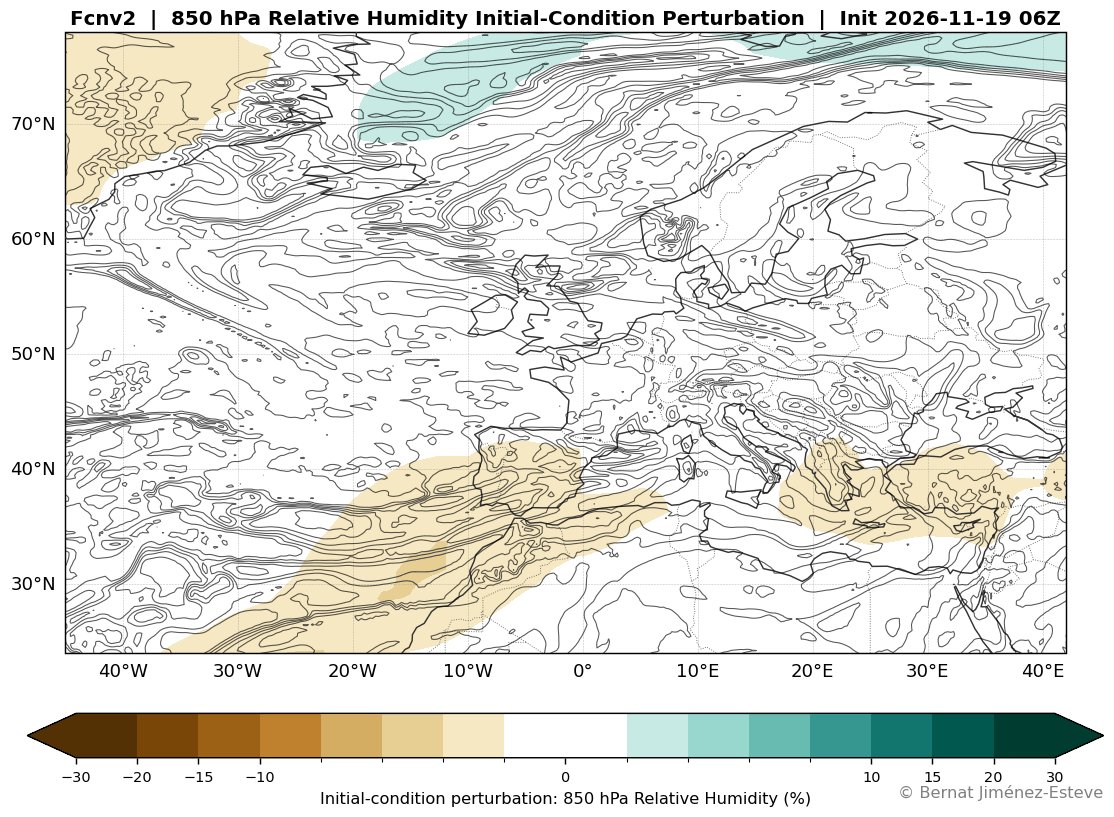 Fcnv2 | 850 hPa Relative Humidity Initial-Condition Perturbation | Init 2026-11-19 06Z
70°N
60°N
50°N
40°N
30°N
40°W 30°W 20°W 10°W 0° 10°E 20°E 30°E 40°E
−30 −20 −15 −10 0 10 15 20 30
Initial-condition perturbation: 850 hPa Relative Humidity (%)
© Bernat Jiménez-Esteve